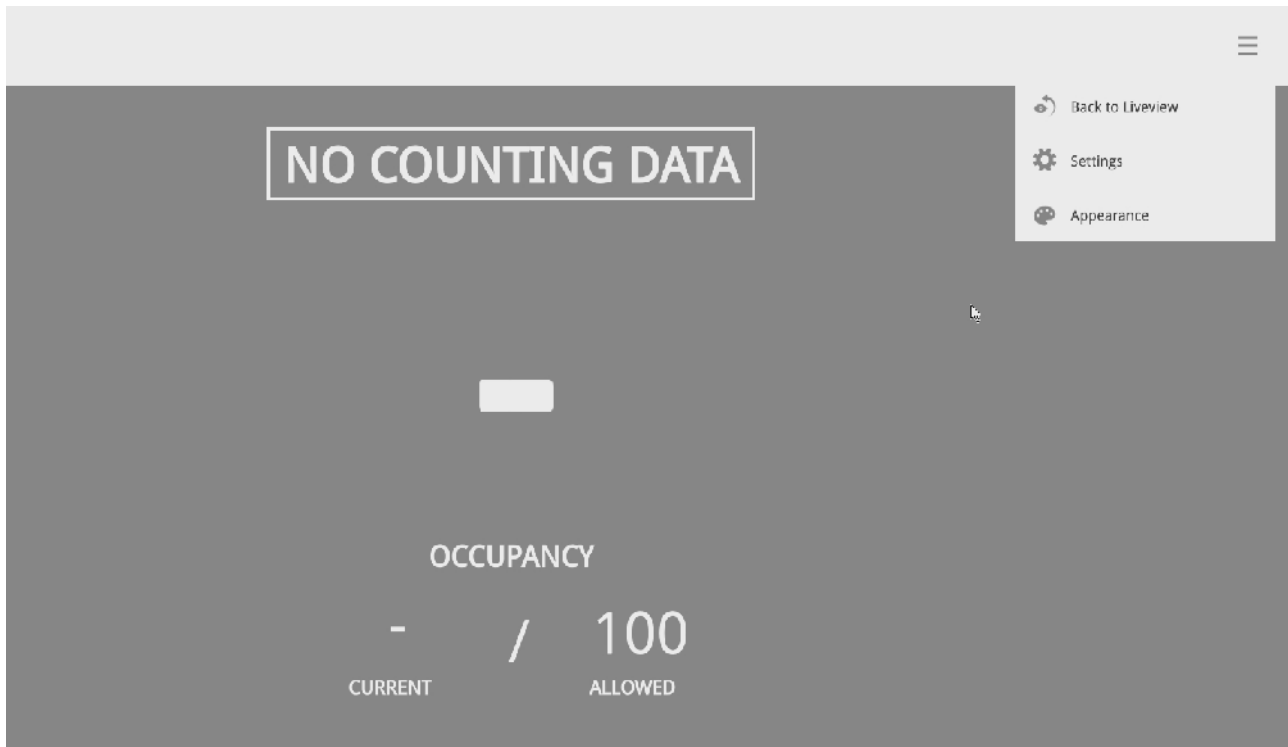 Back to Liveview
NO COUNTING DATA
Settings
Appearance
OCCUPANCY
- / 100
CURRENT ALLOWED